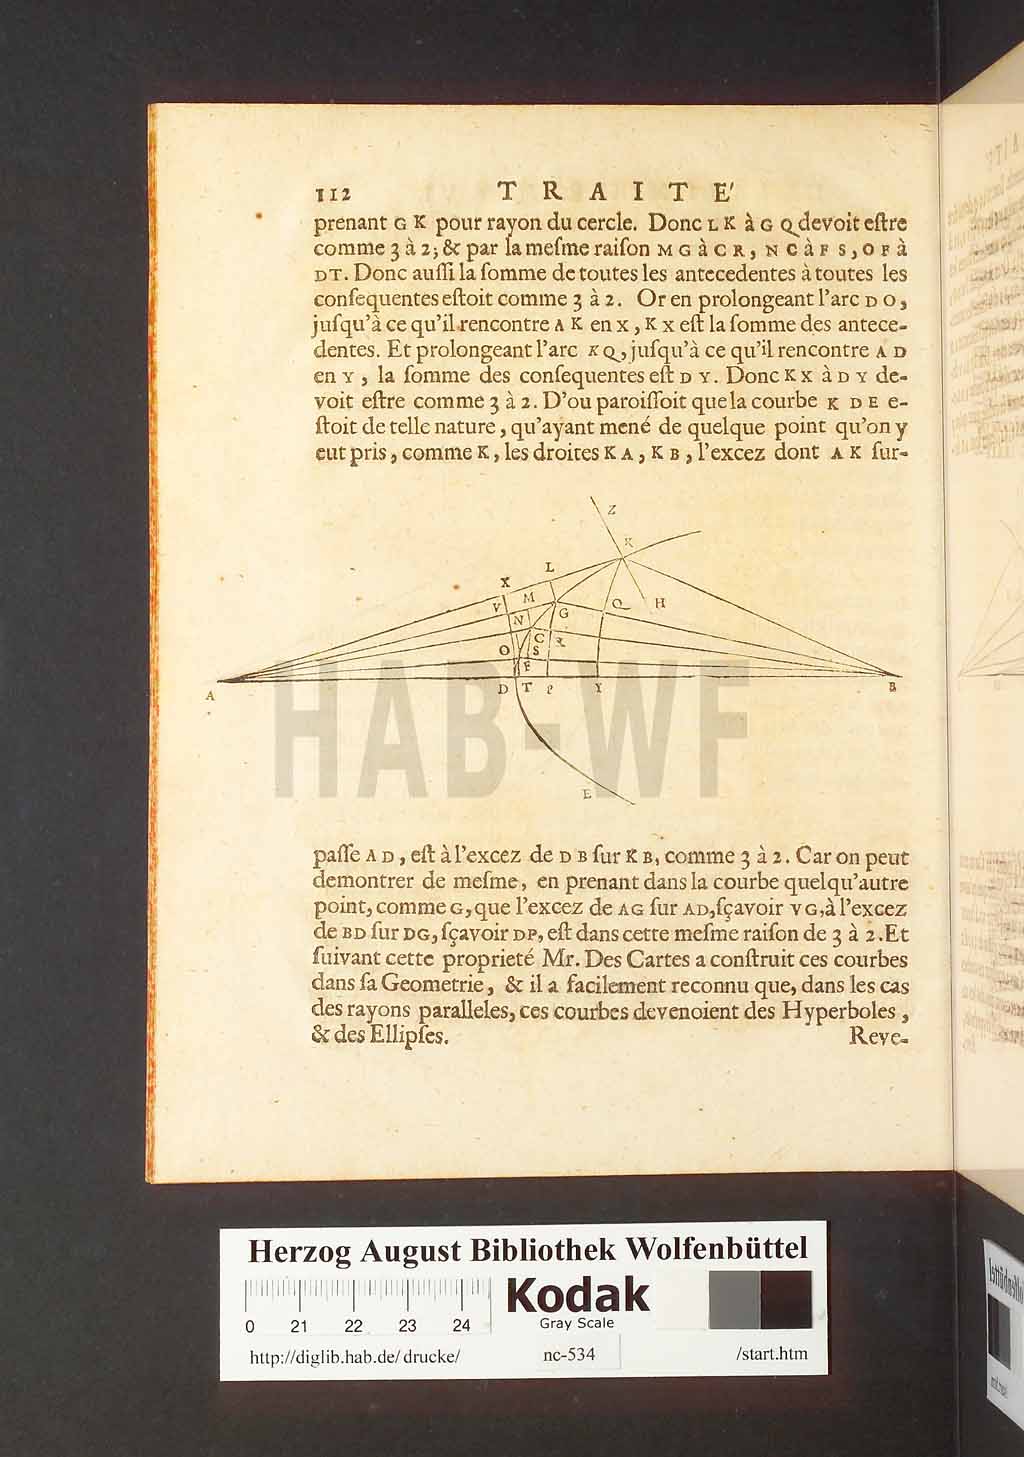 112 TRAITE'
prenant G K pour rayon du cercle. Donc L K à G Q devoit eſtre
comme 3 à 2; & par la meſme raiſon M G à C R, N C à F S, O F à
D T. Donc auſſi la ſomme de toutes les antecedentes à toutes les
conſequentes eſtoit comme 3 à 2. Or en prolongeant l'arc D O,
juſqu'à ce qu'il rencontre A K en X, K X eſt la ſomme des antece-
dentes. Et prolongeant l'arc K Q, juſqu'à ce qu'il rencontre A D
en Y, la ſomme des conſequentes eſt D Y. Donc K X à D Y de-
voit eſtre comme 3 à 2. D'ou paroiſſoit que la courbe K D E e-
ſtoit de telle nature, qu'ayant mené de quelque point qu'on y
eut pris, comme K, les droites K A, K B, l'excez dont A K ſur-
Z
K
L
X
M
V
Q
H
G
N
C
R
O
S
F
A
D T P Y
B
E
HAB-WF
paſſe A D, eſt à l'excez de D B ſur K B, comme 3 à 2. Car on peut
demontrer de meſme, en prenant dans la courbe quelqu'autre
point, comme G, que l'excez de AG ſur AD, ſçavoir VG, à l'excez
de BD ſur DG, ſçavoir DP, eſt dans cette meſme raiſon de 3 à 2. Et
ſuivant cette proprieté Mr. Des Cartes a conſtruit ces courbes
dans ſa Geometrie, & il a facilement reconnu que, dans les cas
des rayons paralleles, ces courbes devenoient des Hyperboles,
& des Ellipſes.
Reve-
Herzog August Bibliothek Wolfenbüttel
Kodak
Gray Scale
0 21 22 23 24
http://diglib.hab.de/drucke/ nc-534 /start.htm